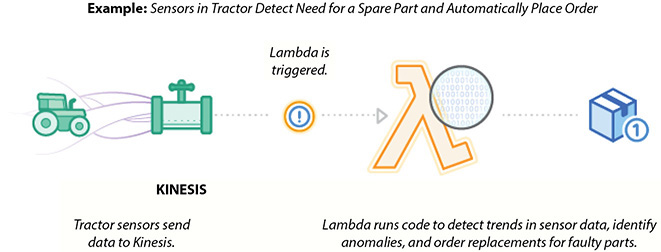 Example: Sensors in Tractor Detect Need for a Spare Part and Automatically Place Order
Lambda is
triggered.
1
KINESIS
Tractor sensors send
data to Kinesis.
Lambda runs code to detect trends in sensor data, identify
anomalies, and order replacements for faulty parts.